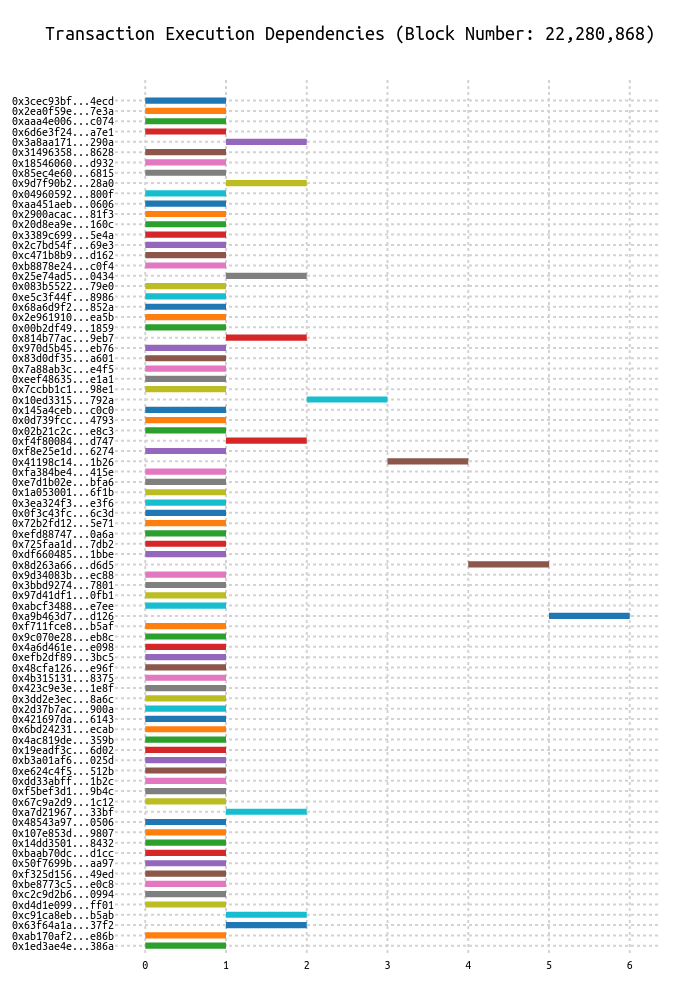 Transaction Execution Dependencies (Block Number: 22,280,868)
0x3cec93bf...4ecd
0x2ea0f59e...7e3a
0xaaa4e006...c074
0x6d6e3f24...a7e1
0x3a8aa171...290a
0x31496358...8628
0x18546060...d932
0x85ec4e60...6815
0x9d7f90b2...28a0
0x04960592...800f
0xaa451aeb...0606
0x2900acac...81f3
0x20d8ea9e...160c
0x3389c699...5e4a
0x2c7bd54f...69e3
0xc471b8b9...d162
0xb8878e24...c0f4
0x25e74ad5...0434
0x083b5522...79e0
0xe5c3f44f...8986
0x68a6d9f2...852a
0x2e961910...ea5b
0x00b2df49...1859
0x814b77ac...9eb7
0x970d5b45...eb76
0x83d0df35...a601
0x7a88ab3c...e4f5
0xeef48635...e1a1
0x7ccbb1c1...98e1
0x10ed3315...792a
0x145a4ceb...c0c0
0x0d739fcc...4793
0x02b21c2c...e8c3
0xf4f80084...d747
0xf8e25e1d...6274
0x41198c14...1b26
0xfa384be4...415e
0xe7d1b02e...bfa6
0x1a053001...6f1b
0x3ea324f3...e3f6
0x0f3c43fc...6c3d
0x72b2fd12...5e71
0xefd88747...0a6a
0x725faa1d...7db2
0xdf660485...1bbe
0x8d263a66...d6d5
0x9d34083b...ec88
0x3bbd9274...7801
0x97d41df1...0fb1
0xabcf3488...e7ee
0xa9b463d7...d126
0xf711fce8...b5af
0x9c070e28...eb8c
0x4a6d461e...e098
0xefb2df89...3bc5
0x48cfa126...e96f
0x4b315131...8375
0x423c9e3e...1e8f
0x3dd2e3ec...8a6c
0x2d37b7ac...900a
0x421697da...6143
0x6bd24231...ecab
0x4ac819de...359b
0x19eadf3c...6d02
0xb3a01af6...025d
0xe624c4f5...512b
0xdd33abff...1b2c
0xf5bef3d1...9b4c
0x67c9a2d9...1c12
0xa7d21967...33bf
0x48543a97...0506
0x107e853d...9807
0x14dd3501...8432
0xbaab70dc...d1cc
0x50f7699b...aa97
0xf325d156...49ed
0xbe8773c5...e0c8
0xc2c9d2b6...0994
0xd4d1e099...ff01
0xc91ca8eb...b5ab
0x63f64a1a...37f2
0xab170af2...e86b
0x1ed3ae4e...386a
0 1 2 3 4 5 6